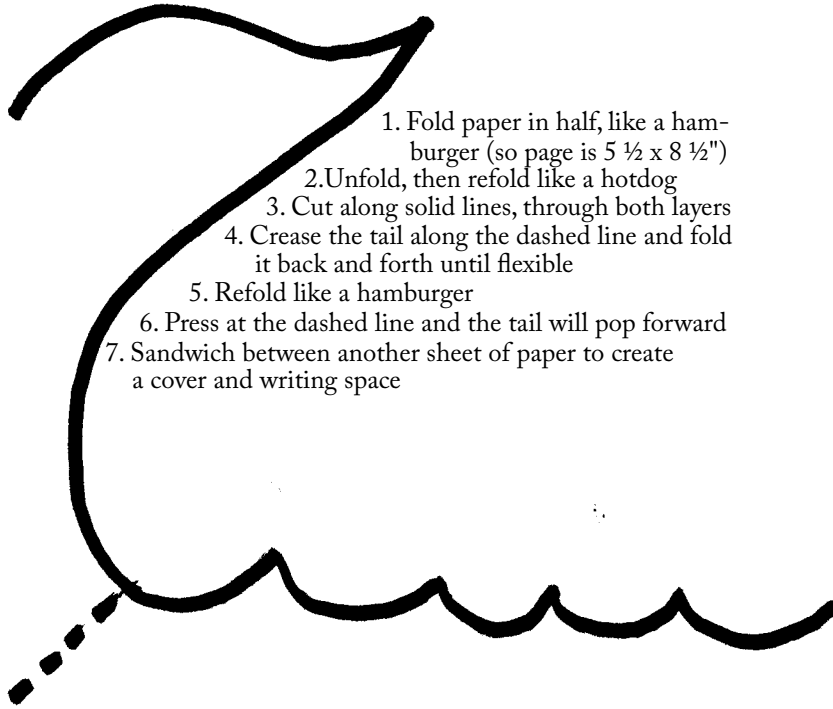 1. Fold paper in half, like a ham-
burger (so page is 5 ½ x 8 ½")
2.Unfold, then refold like a hotdog
3. Cut along solid lines, through both layers
4. Crease the tail along the dashed line and fold
it back and forth until flexible
5. Refold like a hamburger
6. Press at the dashed line and the tail will pop forward
7. Sandwich between another sheet of paper to create
a cover and writing space